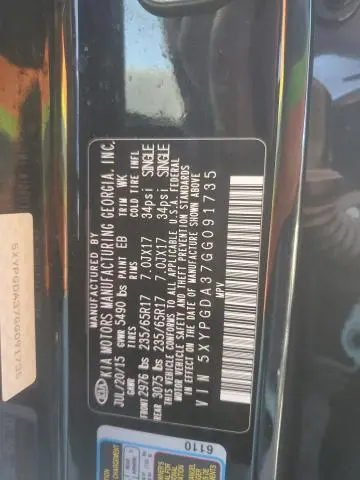 KIA MOTORS MANUFACTURING GEORGIA, INC.
MANUFACTURED BY
JUL/20/15 PAINT EB TRIM WK
GVWR 5490 lbs
GAWR TIRES RIMS COLD TIRE INFL
FRONT 2976 lbs 235/65R17 7.0JX17 34psi SINGLE
REAR 3075 lbs 235/65R17 7.0JX17 34psi SINGLE
THIS VEHICLE CONFORMS TO ALL APPLICABLE U.S.A. FEDERAL
MOTOR VEHICLE SAFETY, BUMPER, AND THEFT PREVENTION STANDARDS
IN EFFECT ON THE DATE OF MANUFACTURE SHOWN ABOVE
VIN 5XYPGDA37GG091735
MPV
KIA
6110
5XYPGDA37GG091735